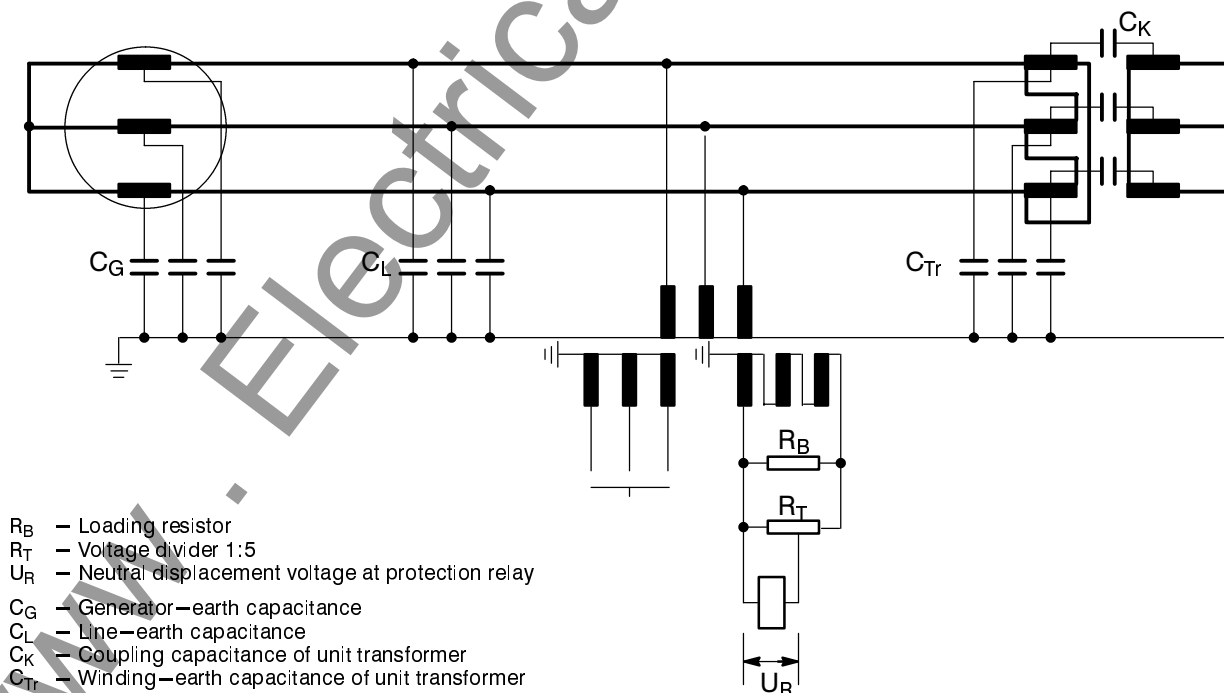 C_K
C_G
C_L
C_Tr
R_B
R_T
R_B – Loading resistor
R_T – Voltage divider 1:5
U_R – Neutral displacement voltage at protection relay
C_G – Generator–earth capacitance
C_L – Line–earth capacitance
C_K – Coupling capacitance of unit transformer
C_Tr – Winding–earth capacitance of unit transformer
U_R
www . Electrica